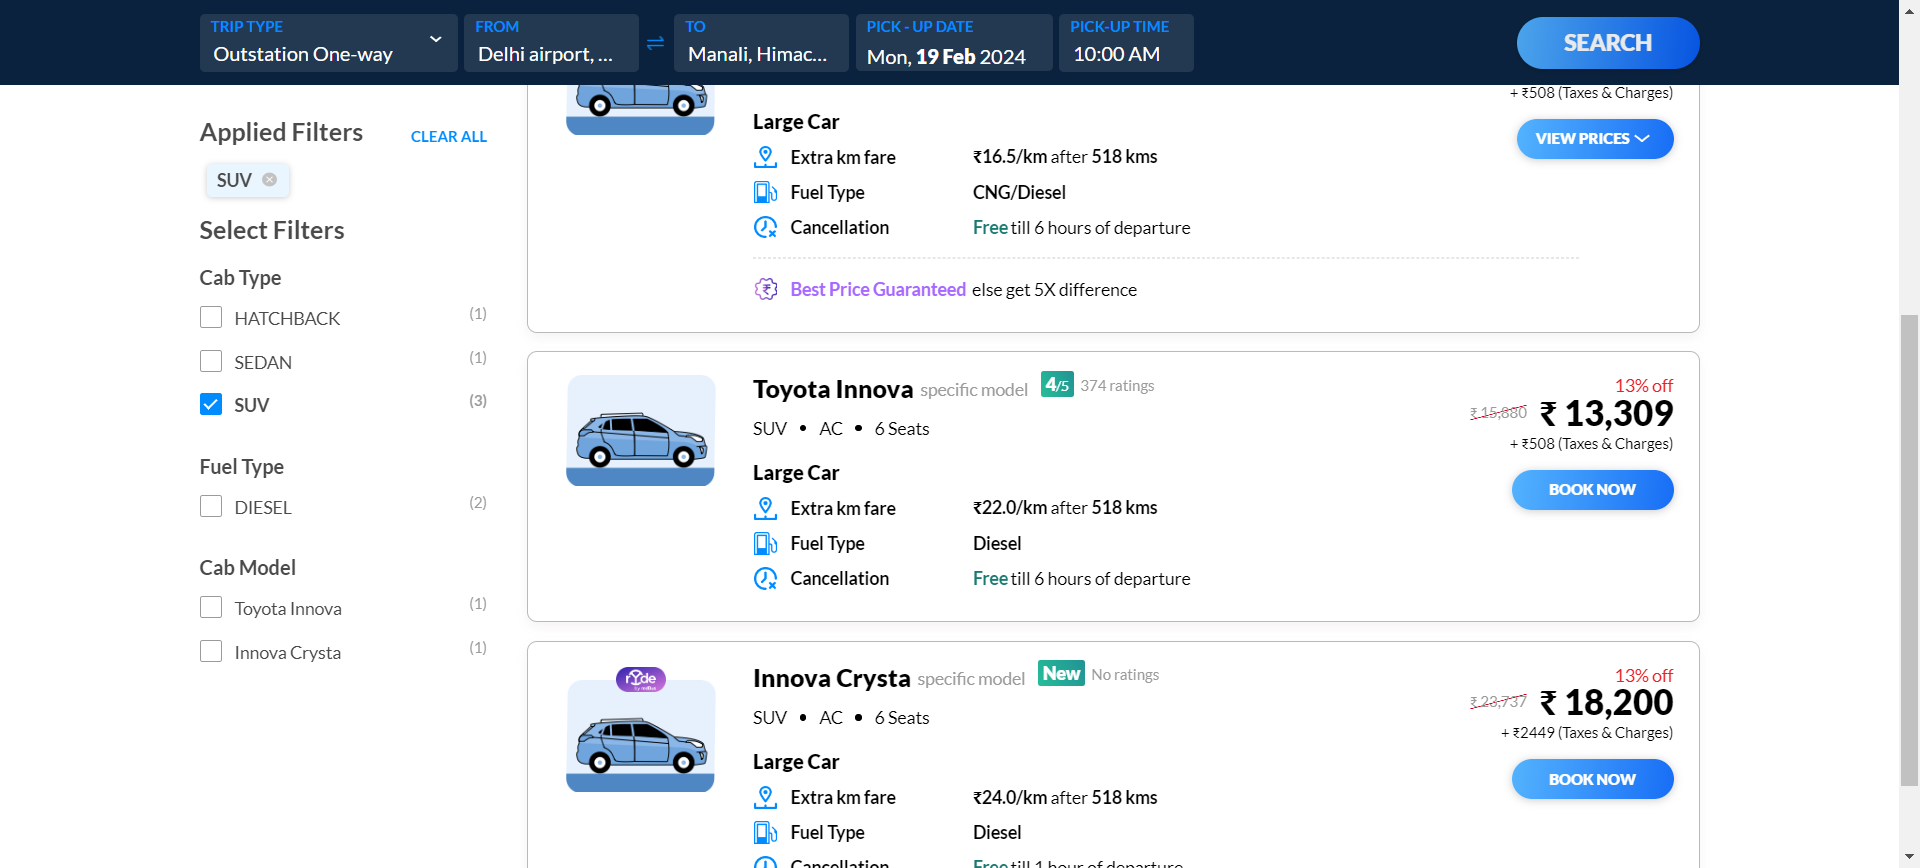 TRIP TYPE
Outstation One-way
FROM
Delhi airport, ...
TO
Manali, Himac...
PICK - UP DATE
Mon, 19 Feb 2024
PICK-UP TIME
10:00 AM
SEARCH
Applied Filters
CLEAR ALL
SUV
Select Filters
Cab Type
HATCHBACK (1)
SEDAN (1)
SUV (3)
Fuel Type
DIESEL (2)
Cab Model
Toyota Innova (1)
Innova Crysta (1)
+ ₹508 (Taxes & Charges)
VIEW PRICES
Large Car
Extra km fare ₹16.5/km after 518 kms
Fuel Type CNG/Diesel
Cancellation Free till 6 hours of departure
Best Price Guaranteed else get 5X difference
Toyota Innova specific model 4/5 374 ratings
SUV • AC • 6 Seats
13% off
₹ 15,880 ₹ 13,309
+ ₹508 (Taxes & Charges)
BOOK NOW
Large Car
Extra km fare ₹22.0/km after 518 kms
Fuel Type Diesel
Cancellation Free till 6 hours of departure
Innova Crysta specific model New No ratings
SUV • AC • 6 Seats
13% off
₹ 23,737 ₹ 18,200
+ ₹2449 (Taxes & Charges)
BOOK NOW
Large Car
Extra km fare ₹24.0/km after 518 kms
Fuel Type Diesel
Cancellation Free till 1 hour of departure